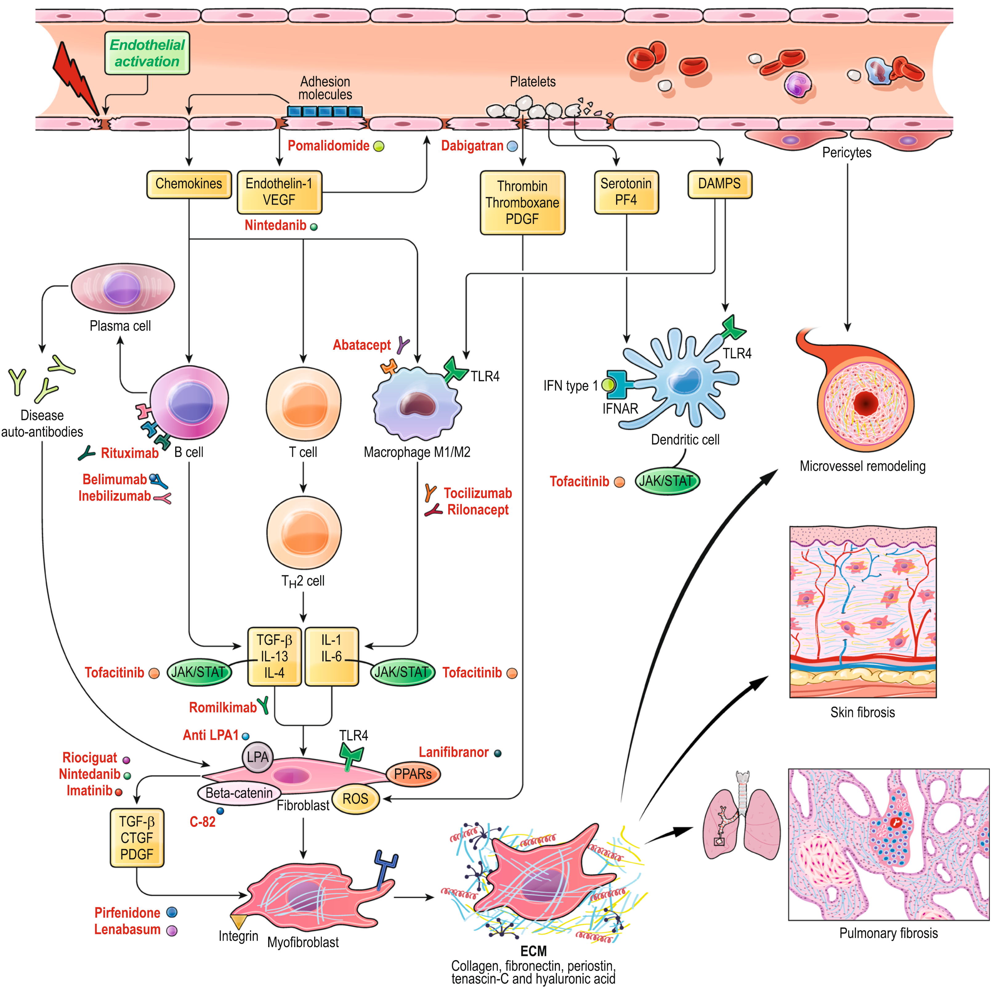 Endothelial
activation
Adhesion
molecules
Platelets
Pomalidomide
Dabigatran
Pericytes
Chemokines
Endothelin-1
VEGF
Thrombin
Thromboxane
PDGF
Serotonin
PF4
DAMPS
Nintedanib
Plasma cell
Abatacept
TLR4
TLR4
IFN type 1
IFNAR
Disease
auto-antibodies
Rituximab
B cell
T cell
Macrophage M1/M2
Dendritic cell
Microvessel remodeling
Belimumab
Inebilizumab
Tocilizumab
Rilonacept
Tofacitinib
JAK/STAT
TH2 cell
TGF-β
IL-13
IL-4
IL-1
IL-6
Tofacitinib
JAK/STAT
JAK/STAT
Tofacitinib
Romilkimab
Skin fibrosis
Anti LPA1
TLR4
LPA
Lanifibranor
Riociguat
Nintedanib
Imatinib
PPARs
Beta-catenin
Fibroblast
ROS
C-82
TGF-β
CTGF
PDGF
Pirfenidone
Lenabasum
Integrin
Myofibroblast
Pulmonary fibrosis
ECM
Collagen, fibronectin, periostin,
tenascin-C and hyaluronic acid